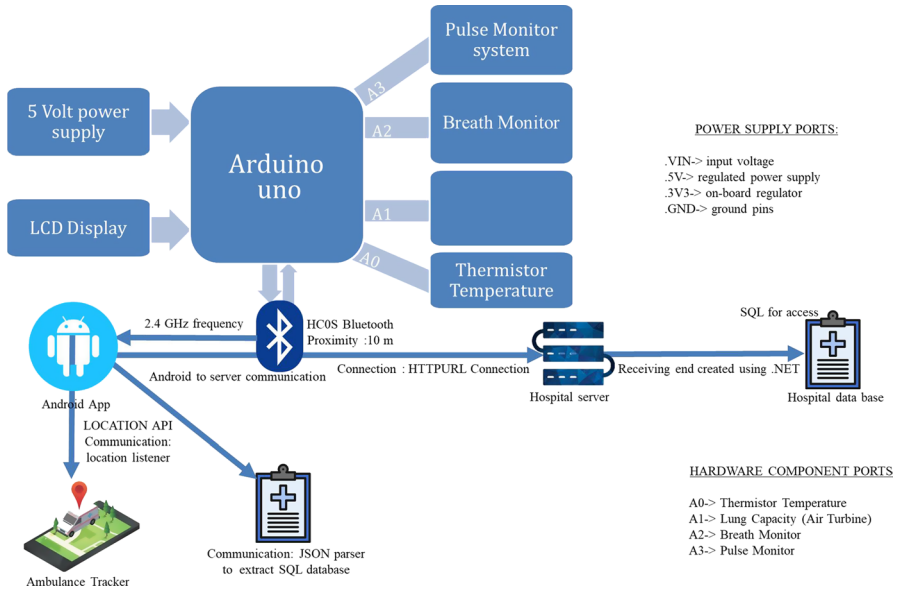 Pulse Monitor
system
5 Volt power
supply
A3
Breath Monitor
A2
Arduino
uno
POWER SUPPLY PORTS:
.VIN-> input voltage
.5V-> regulated power supply
.3V3-> on-board regulator
.GND-> ground pins
LCD Display
A1
A0
Thermistor
Temperature
2.4 GHz frequency
HC0S Bluetooth
Proximity :10 m
SQL for access
Android to server communication
Connection : HTTPURL Connection
Receiving end created using .NET
Android App
Hospital server
Hospital data base
LOCATION API
Communication:
location listener
HARDWARE COMPONENT PORTS
A0-> Thermistor Temperature
A1-> Lung Capacity (Air Turbine)
A2-> Breath Monitor
A3-> Pulse Monitor
Communication: JSON parser
to extract SQL database
Ambulance Tracker